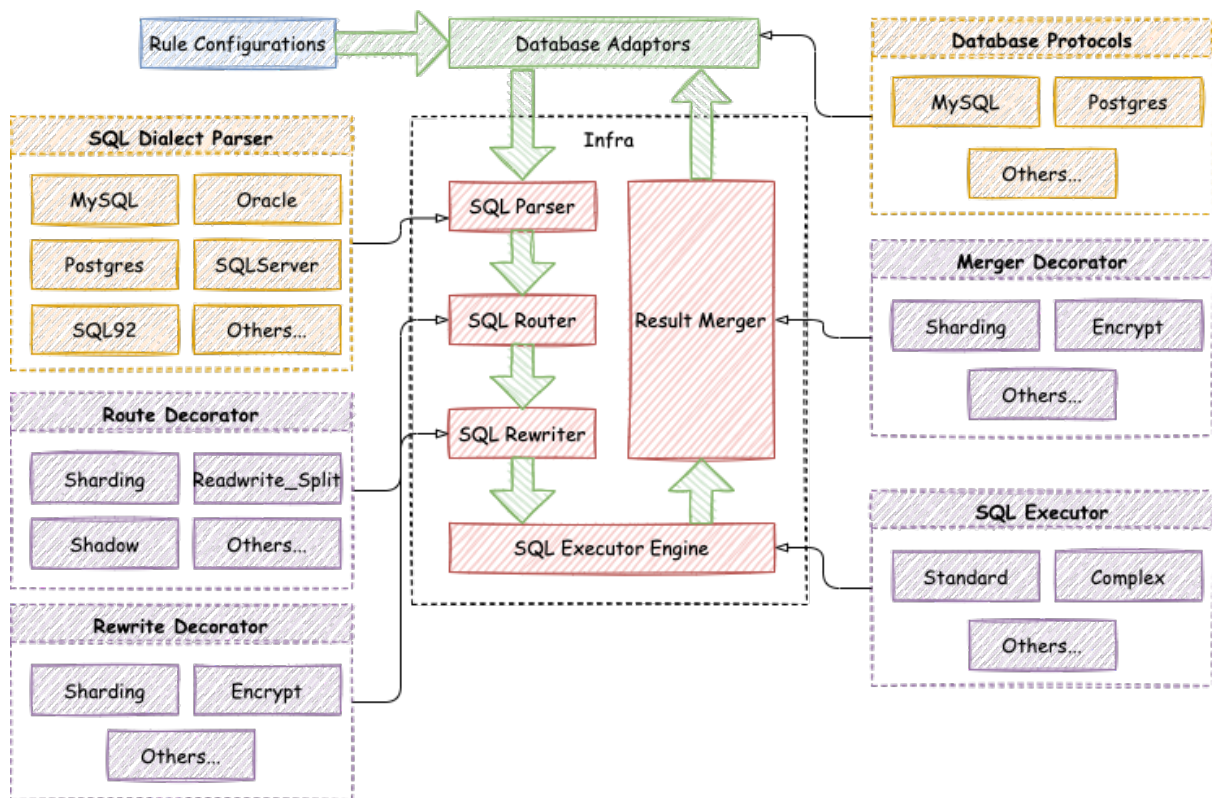 Rule Configurations
Database Adaptors
Database Protocols
MySQL
Postgres
Others...
SQL Dialect Parser
MySQL
Oracle
Postgres
SQLServer
SQL92
Others...
Infra
SQL Parser
SQL Router
SQL Rewriter
Result Merger
SQL Executor Engine
Merger Decorator
Sharding
Encrypt
Others...
Route Decorator
Sharding
Readwrite_Split
Shadow
Others...
SQL Executor
Standard
Complex
Others...
Rewrite Decorator
Sharding
Encrypt
Others...